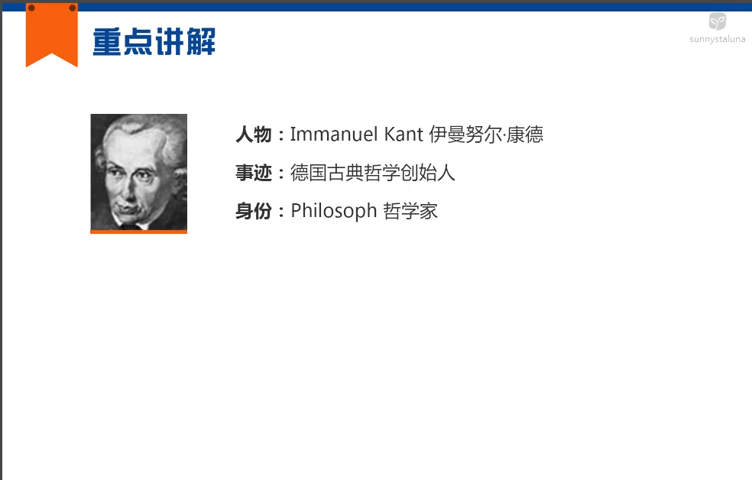 重点讲解
sunnystaluna
人物：Immanuel Kant 伊曼努尔·康德
事迹：德国古典哲学创始人
身份：Philosoph 哲学家